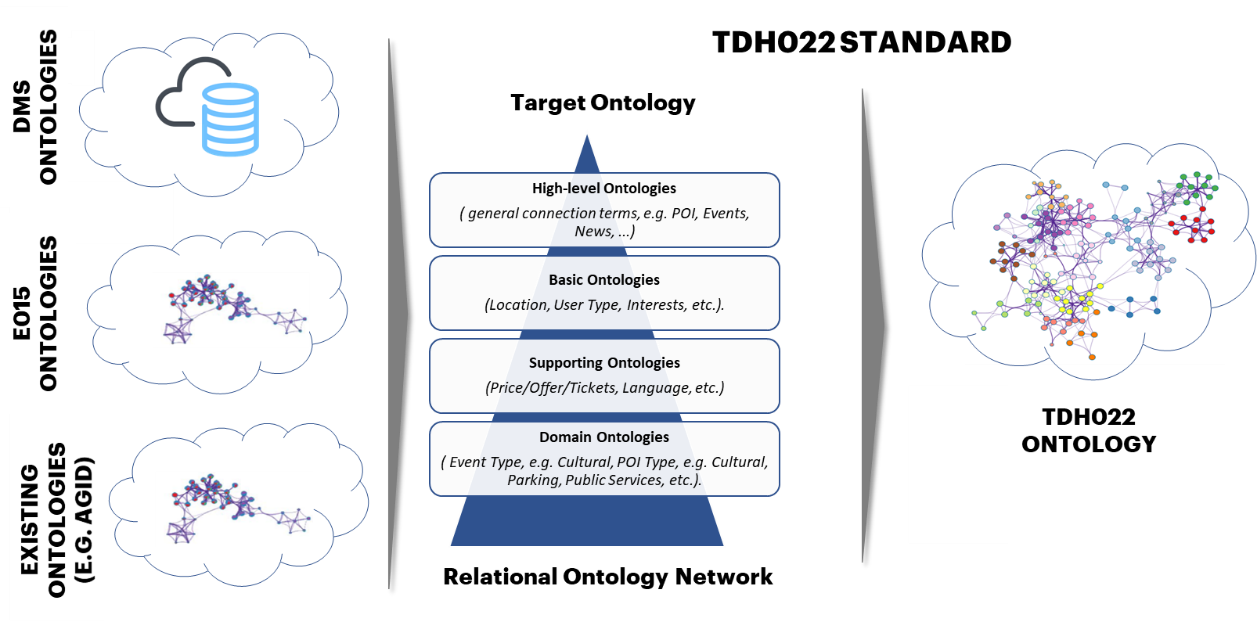 DMS
ONTOLOGIES
E015
ONTOLOGIES
EXISTING
ONTOLOGIES
(E.G. AGID)
TDH022 STANDARD
Target Ontology
High-level Ontologies
( general connection terms, e.g. POI, Events,
News, ...)
Basic Ontologies
(Location, User Type, Interests, etc.).
Supporting Ontologies
(Price/Offer/Tickets, Language, etc.)
Domain Ontologies
( Event Type, e.g. Cultural, POI Type, e.g. Cultural,
Parking, Public Services, etc.).
Relational Ontology Network
TDH022
ONTOLOGY